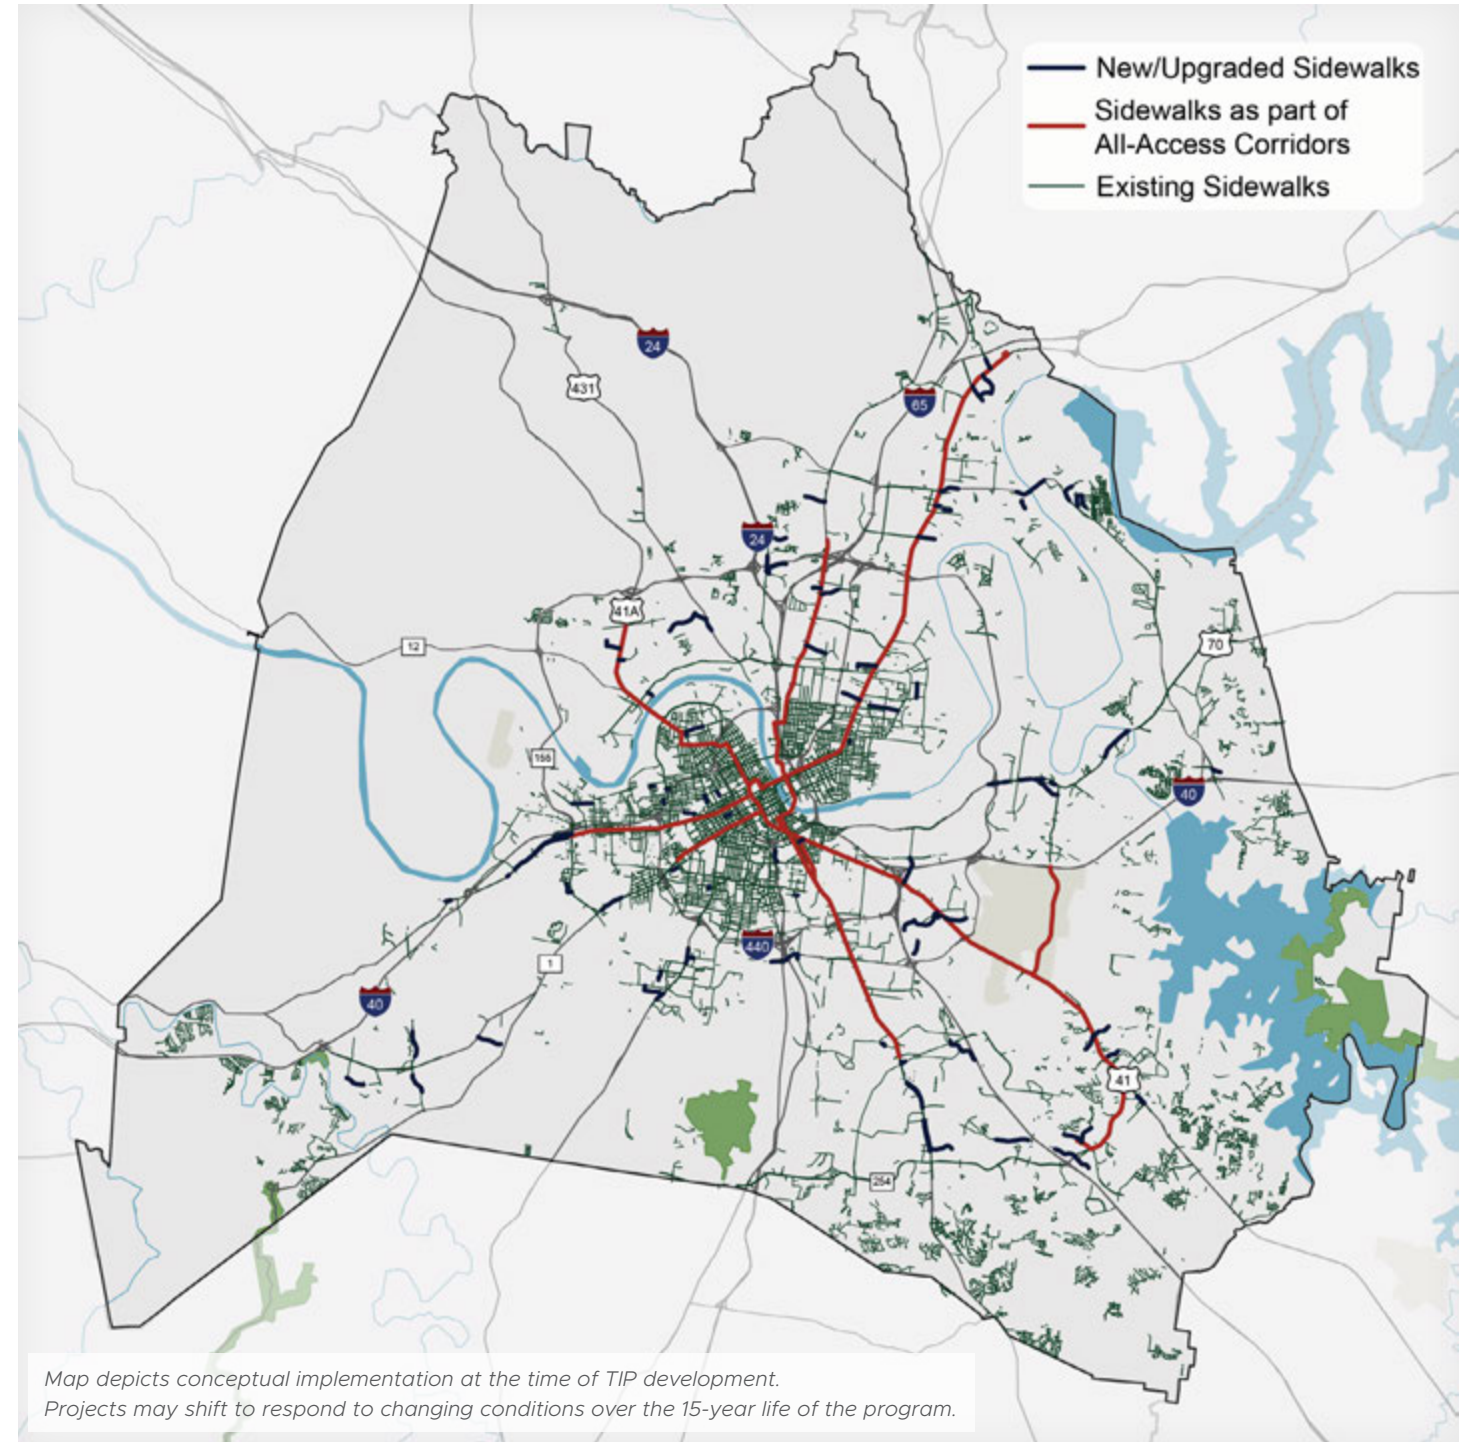 New/Upgraded Sidewalks
Sidewalks as part of
All-Access Corridors
Existing Sidewalks
24
431
65
24
41A
12
70
155
40
440
1
40
41
254
Map depicts conceptual implementation at the time of TIP development.
Projects may shift to respond to changing conditions over the 15-year life of the program.